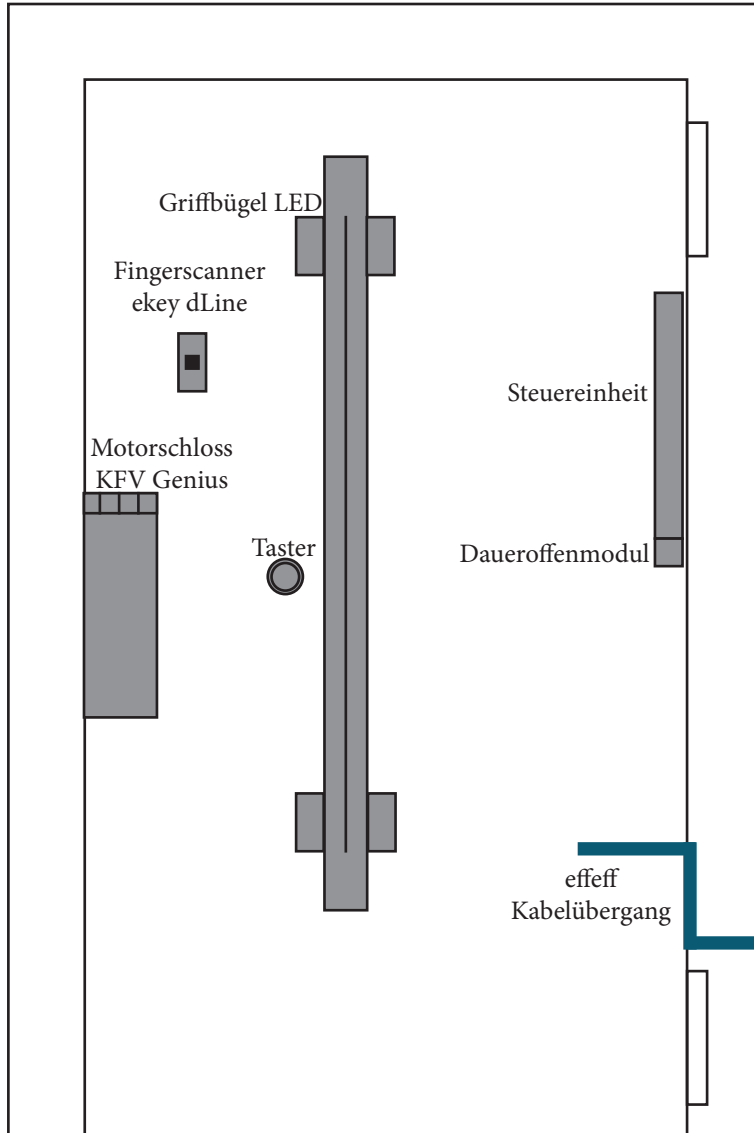 Griffbügel LED
Fingerscanner
ekey dLine
Steuereinheit
Motorschloss
KFV Genius
Taster
Daueroffenmodul
effeff
Kabelübergang